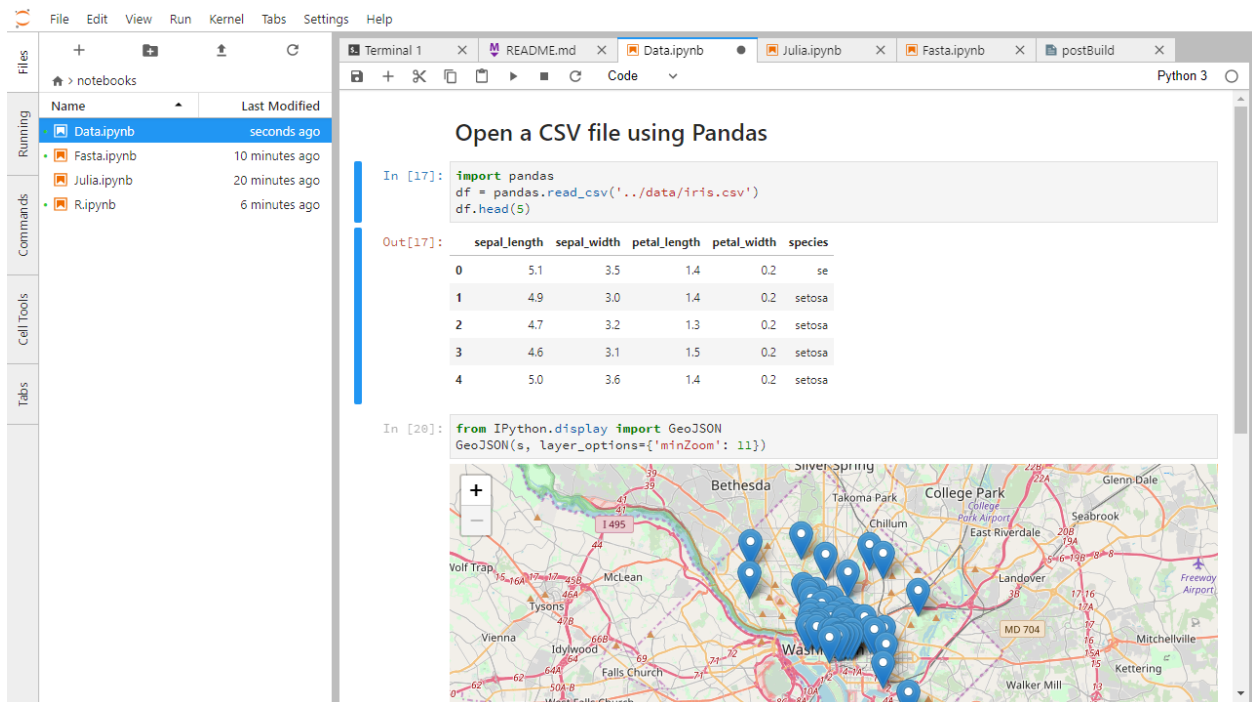 File Edit View Run Kernel Tabs Settings Help
Files
Running
Commands
Cell Tools
Tabs
> notebooks
Name Last Modified
Data.ipynb seconds ago
Fasta.ipynb 10 minutes ago
Julia.ipynb 20 minutes ago
R.ipynb 6 minutes ago
Terminal 1 README.md Data.ipynb Julia.ipynb Fasta.ipynb postBuild
Code Python 3
Open a CSV file using Pandas
In [17]: import pandas
df = pandas.read_csv('../data/iris.csv')
df.head(5)
Out[17]: sepal_length sepal_width petal_length petal_width species
0 5.1 3.5 1.4 0.2 se
1 4.9 3.0 1.4 0.2 setosa
2 4.7 3.2 1.3 0.2 setosa
3 4.6 3.1 1.5 0.2 setosa
4 5.0 3.6 1.4 0.2 setosa
In [20]: from IPython.display import GeoJSON
GeoJSON(s, layer_options={'minZoom': 11})
+
−
Silver Spring
Bethesda
Glenn Dale
Takoma Park
College Park
College
Park Airport
Seabrook
I 495
Chillum
East Riverdale
Wolf Trap
McLean
Landover
Freeway
Airport
Tysons
MD 704
Vienna
Idylwood
Mitchellville
Falls Church
Kettering
Walker Mill
West Falls Church